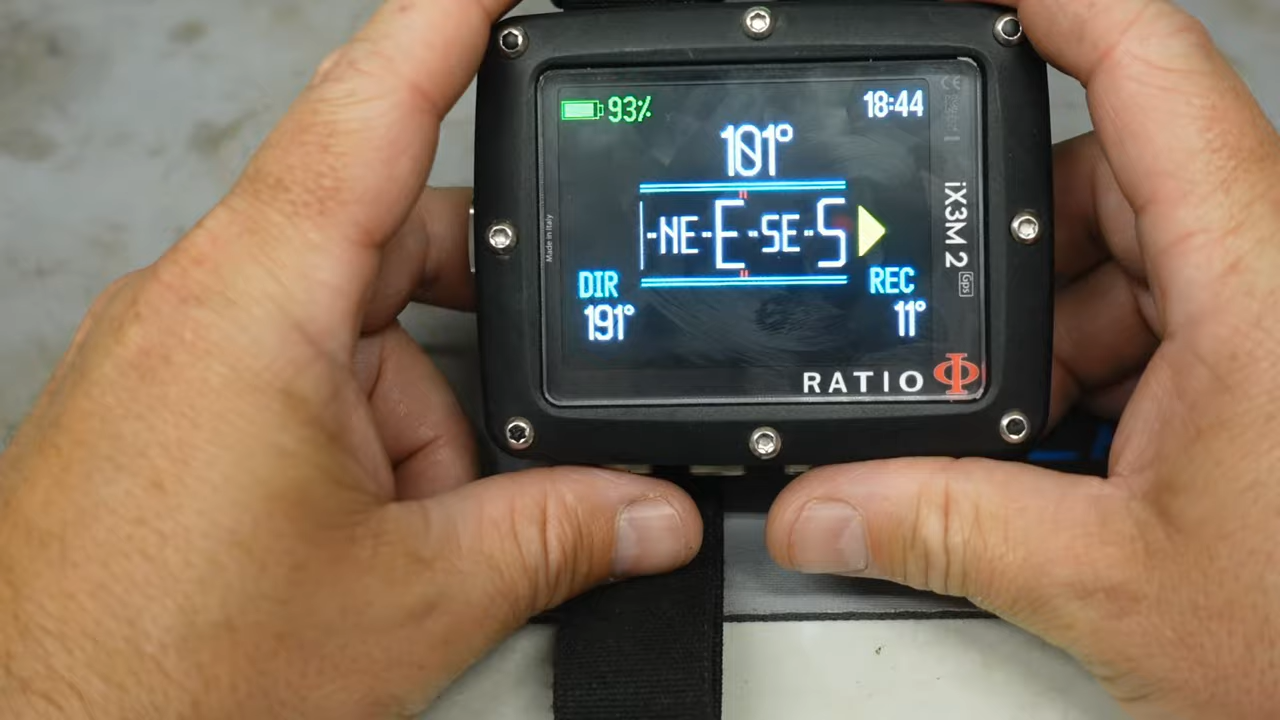 93%
18:44
101°
-NE-E-SE-S
DIR
191°
REC
11°
Made in Italy
iX3M 2
Gps
RATIO